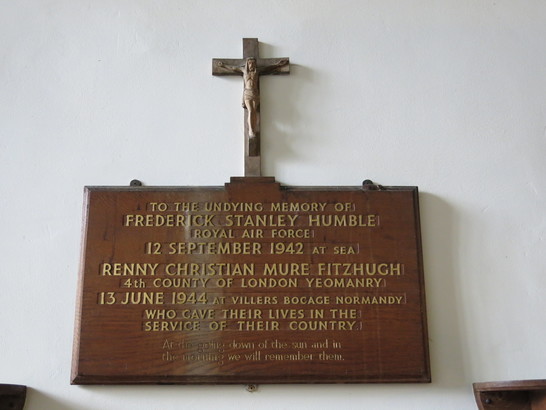 TO THE UNDYING MEMORY OF
FREDERICK STANLEY HUMBLE
ROYAL AIR FORCE
12 SEPTEMBER 1942 AT SEA
RENNY CHRISTIAN MURE FITZHUGH
4th COUNTY OF LONDON YEOMANRY
13 JUNE 1944 AT VILLERS BOCAGE NORMANDY
WHO GAVE THEIR LIVES IN THE
SERVICE OF THEIR COUNTRY
At the going down of the sun and in
the morning we will remember them.